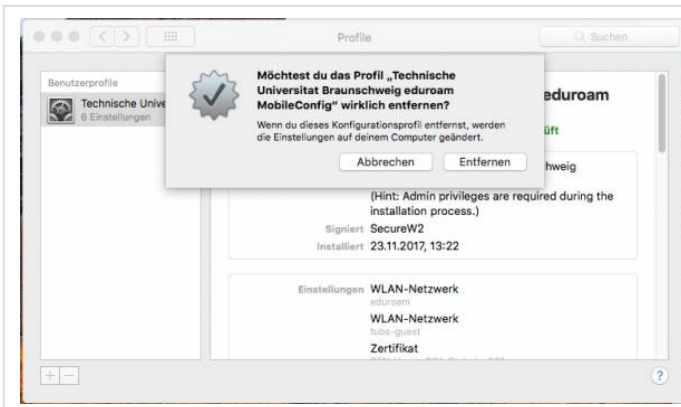 Profile
Suchen
Benutzerprofile
Technische Unive
6 Einstellungen
Möchtest du das Profil „Technische
Universitat Braunschweig eduroam
MobileConfig“ wirklich entfernen?
Wenn du dieses Konfigurationsprofil entfernst, werden
die Einstellungen auf deinem Computer geändert.
Abbrechen Entfernen
eduroam
üft
hweig
(Hint: Admin privileges are required during the
installation process.)
Signiert SecureW2
Installiert 23.11.2017, 13:22
Einstellungen WLAN-Netzwerk
eduroam
WLAN-Netzwerk
tubs-guest
Zertifikat